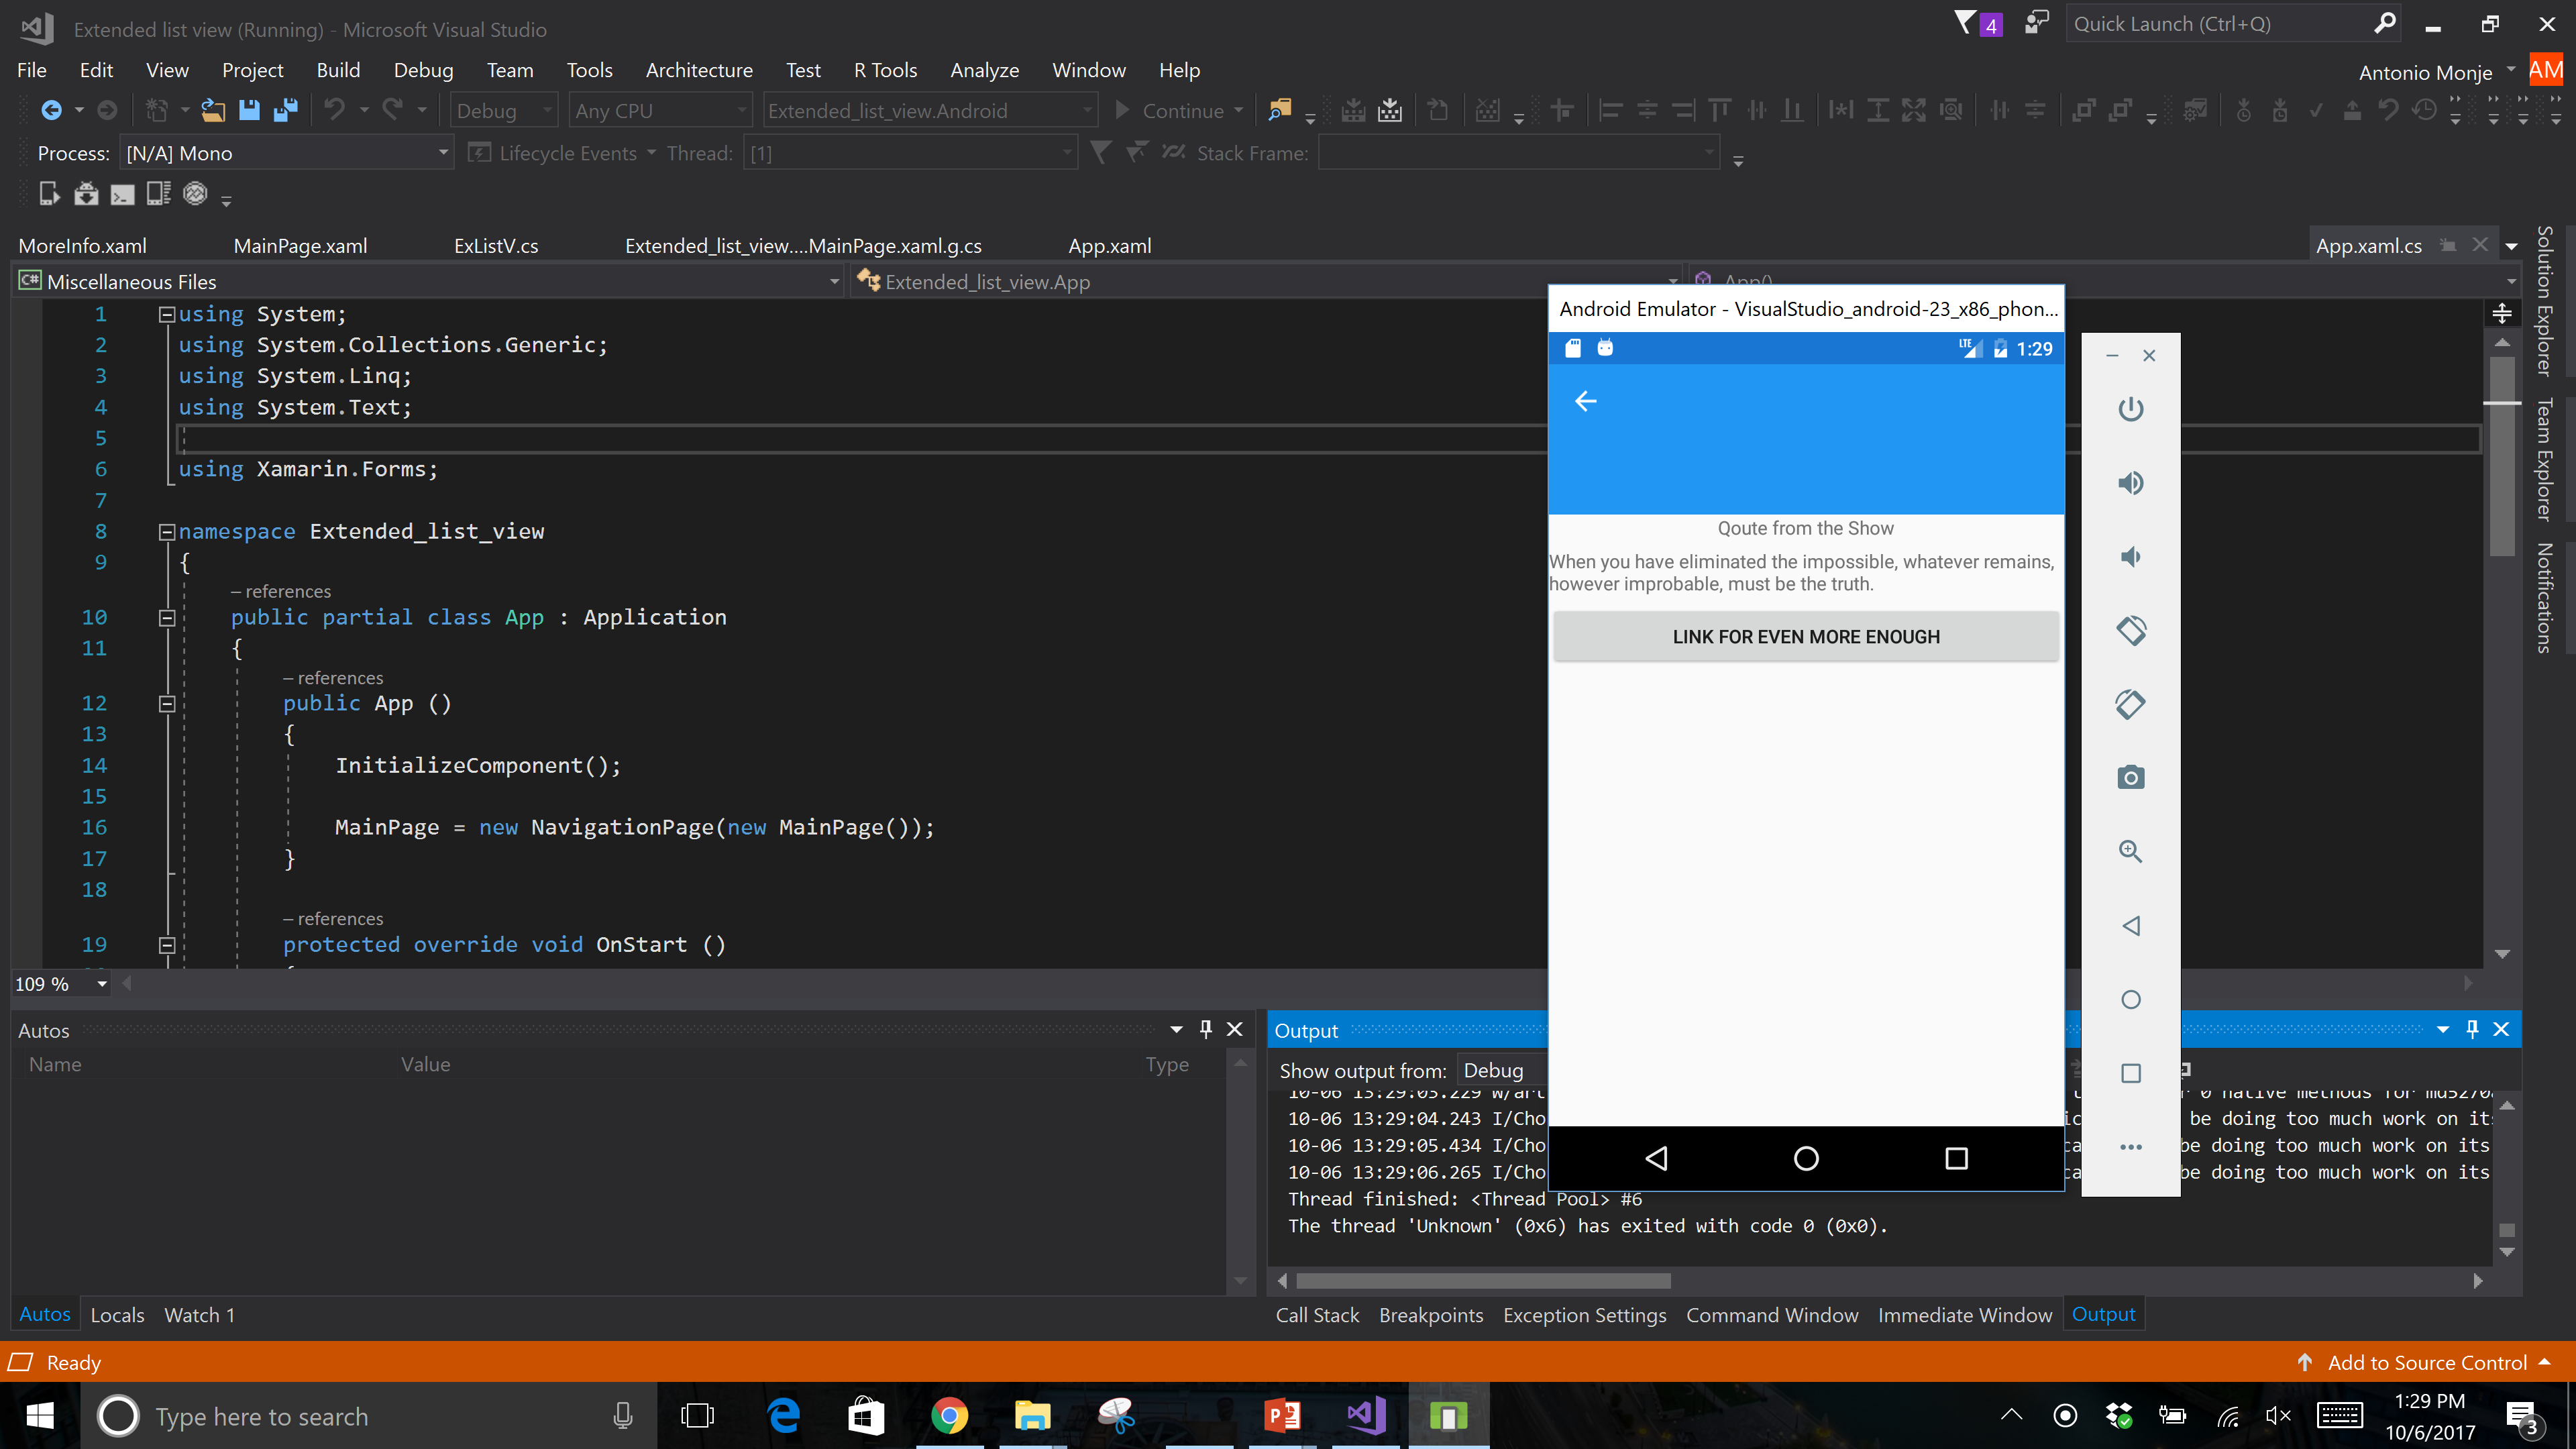 Extended list view (Running) - Microsoft Visual Studio
4
Quick Launch (Ctrl+Q)
File Edit View Project Build Debug Team Tools Architecture Test R Tools Analyze Window Help
Antonio Monje AM
Debug Any CPU Extended_list_view.Android Continue
Process: [N/A] Mono Lifecycle Events Thread: [1] Stack Frame:
MoreInfo.xaml MainPage.xaml ExListV.cs Extended_list_view....MainPage.xaml.g.cs App.xaml App.xaml.cs
C# Miscellaneous Files Extended_list_view.App App()
1 using System;
2 using System.Collections.Generic;
3 using System.Linq;
4 using System.Text;
5
6 using Xamarin.Forms;
7
8 namespace Extended_list_view
9 {
– references
10 public partial class App : Application
11 {
– references
12 public App ()
13 {
14 InitializeComponent();
15
16 MainPage = new NavigationPage(new MainPage());
17 }
18
– references
19 protected override void OnStart ()
109 %
Solution Explorer
Team Explorer
Notifications
Android Emulator - VisualStudio_android-23_x86_phon...
LTE 1:29
Qoute from the Show
When you have eliminated the impossible, whatever remains,
however improbable, must be the truth.
LINK FOR EVEN MORE ENOUGH
Autos
Name Value Type
Autos Locals Watch 1
Output
Show output from: Debug
10-06 13:29:03.229 W/art 0 native methods for
10-06 13:29:04.243 I/Cho be doing too much work on its
10-06 13:29:05.434 I/Cho be doing too much work on its
10-06 13:29:06.265 I/Cho be doing too much work on its
Thread finished: <Thread Pool> #6
The thread 'Unknown' (0x6) has exited with code 0 (0x0).
Call Stack Breakpoints Exception Settings Command Window Immediate Window Output
Ready
Add to Source Control
Type here to search
1:29 PM
10/6/2017
3